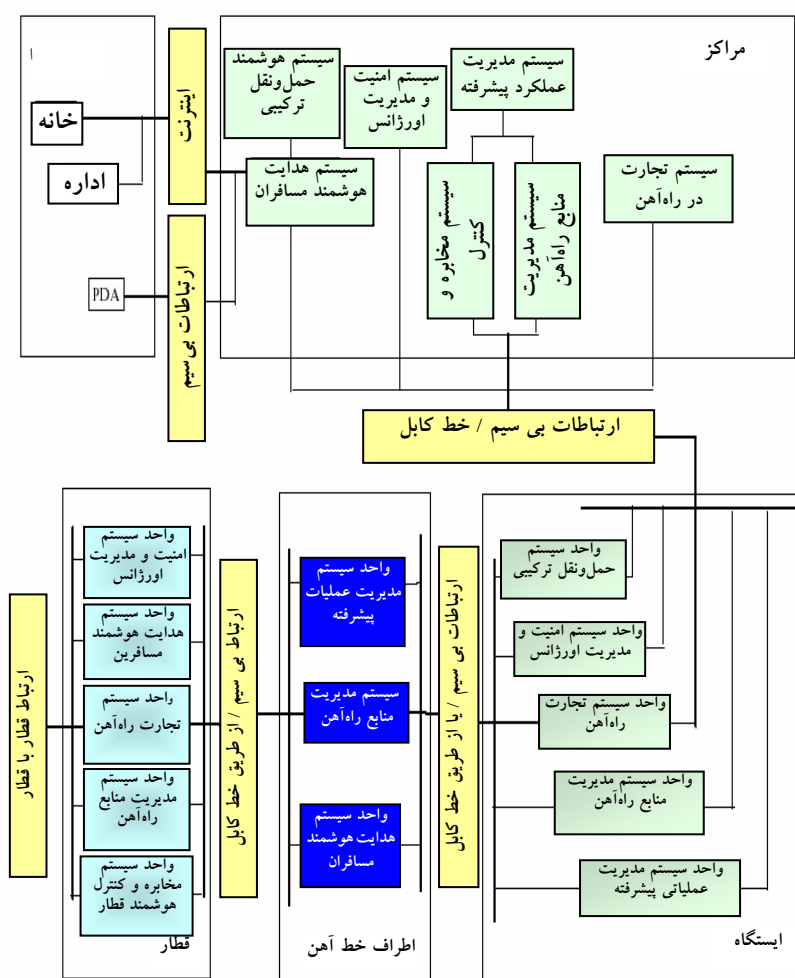 مراکز
سیستم مدیریت
عملکرد پیشرفته
سیستم امنیت
و مدیریت
اورژانس
سیستم هوشمند
حمل‌ونقل
ترکیبی
ا
اینترنت
خانه
اداره
سیستم هدایت
هوشمند مسافران
سیستم تجارت
در راه‌آهن
سیستم مدیریت
منابع راه‌آهن
سیستم مخابره و
کنترل
ارتباطات بی‌سیم
PDA
ارتباطات بی سیم / خط کابل
واحد سیستم
حمل‌ونقل ترکیبی
واحد سیستم امنیت و
مدیریت اورژانس
واحد سیستم تجارت
راه‌آهن
واحد سیستم مدیریت
منابع راه‌آهن
واحد سیستم مدیریت
عملیاتی پیشرفته
ایستگاه
ارتباطات بی سیم / یا از طریق خط کابل
واحد سیستم
مدیریت عملیات
پیشرفته
سیستم مدیریت
منابع راه‌آهن
واحد سیستم
هدایت هوشمند
مسافران
اطراف خط آهن
ارتباط بی سیم / از طریق خط کابل
واحد سیستم
امنیت و مدیریت
اورژانس
واحد سیستم
هدایت هوشمند
مسافرین
واحد سیستم
تجارت راه‌آهن
واحد سیستم
مدیریت منابع
راه‌آهن
واحد سیستم
مخابره و کنترل
هوشمند قطار
قطار
ارتباط قطار با قطار